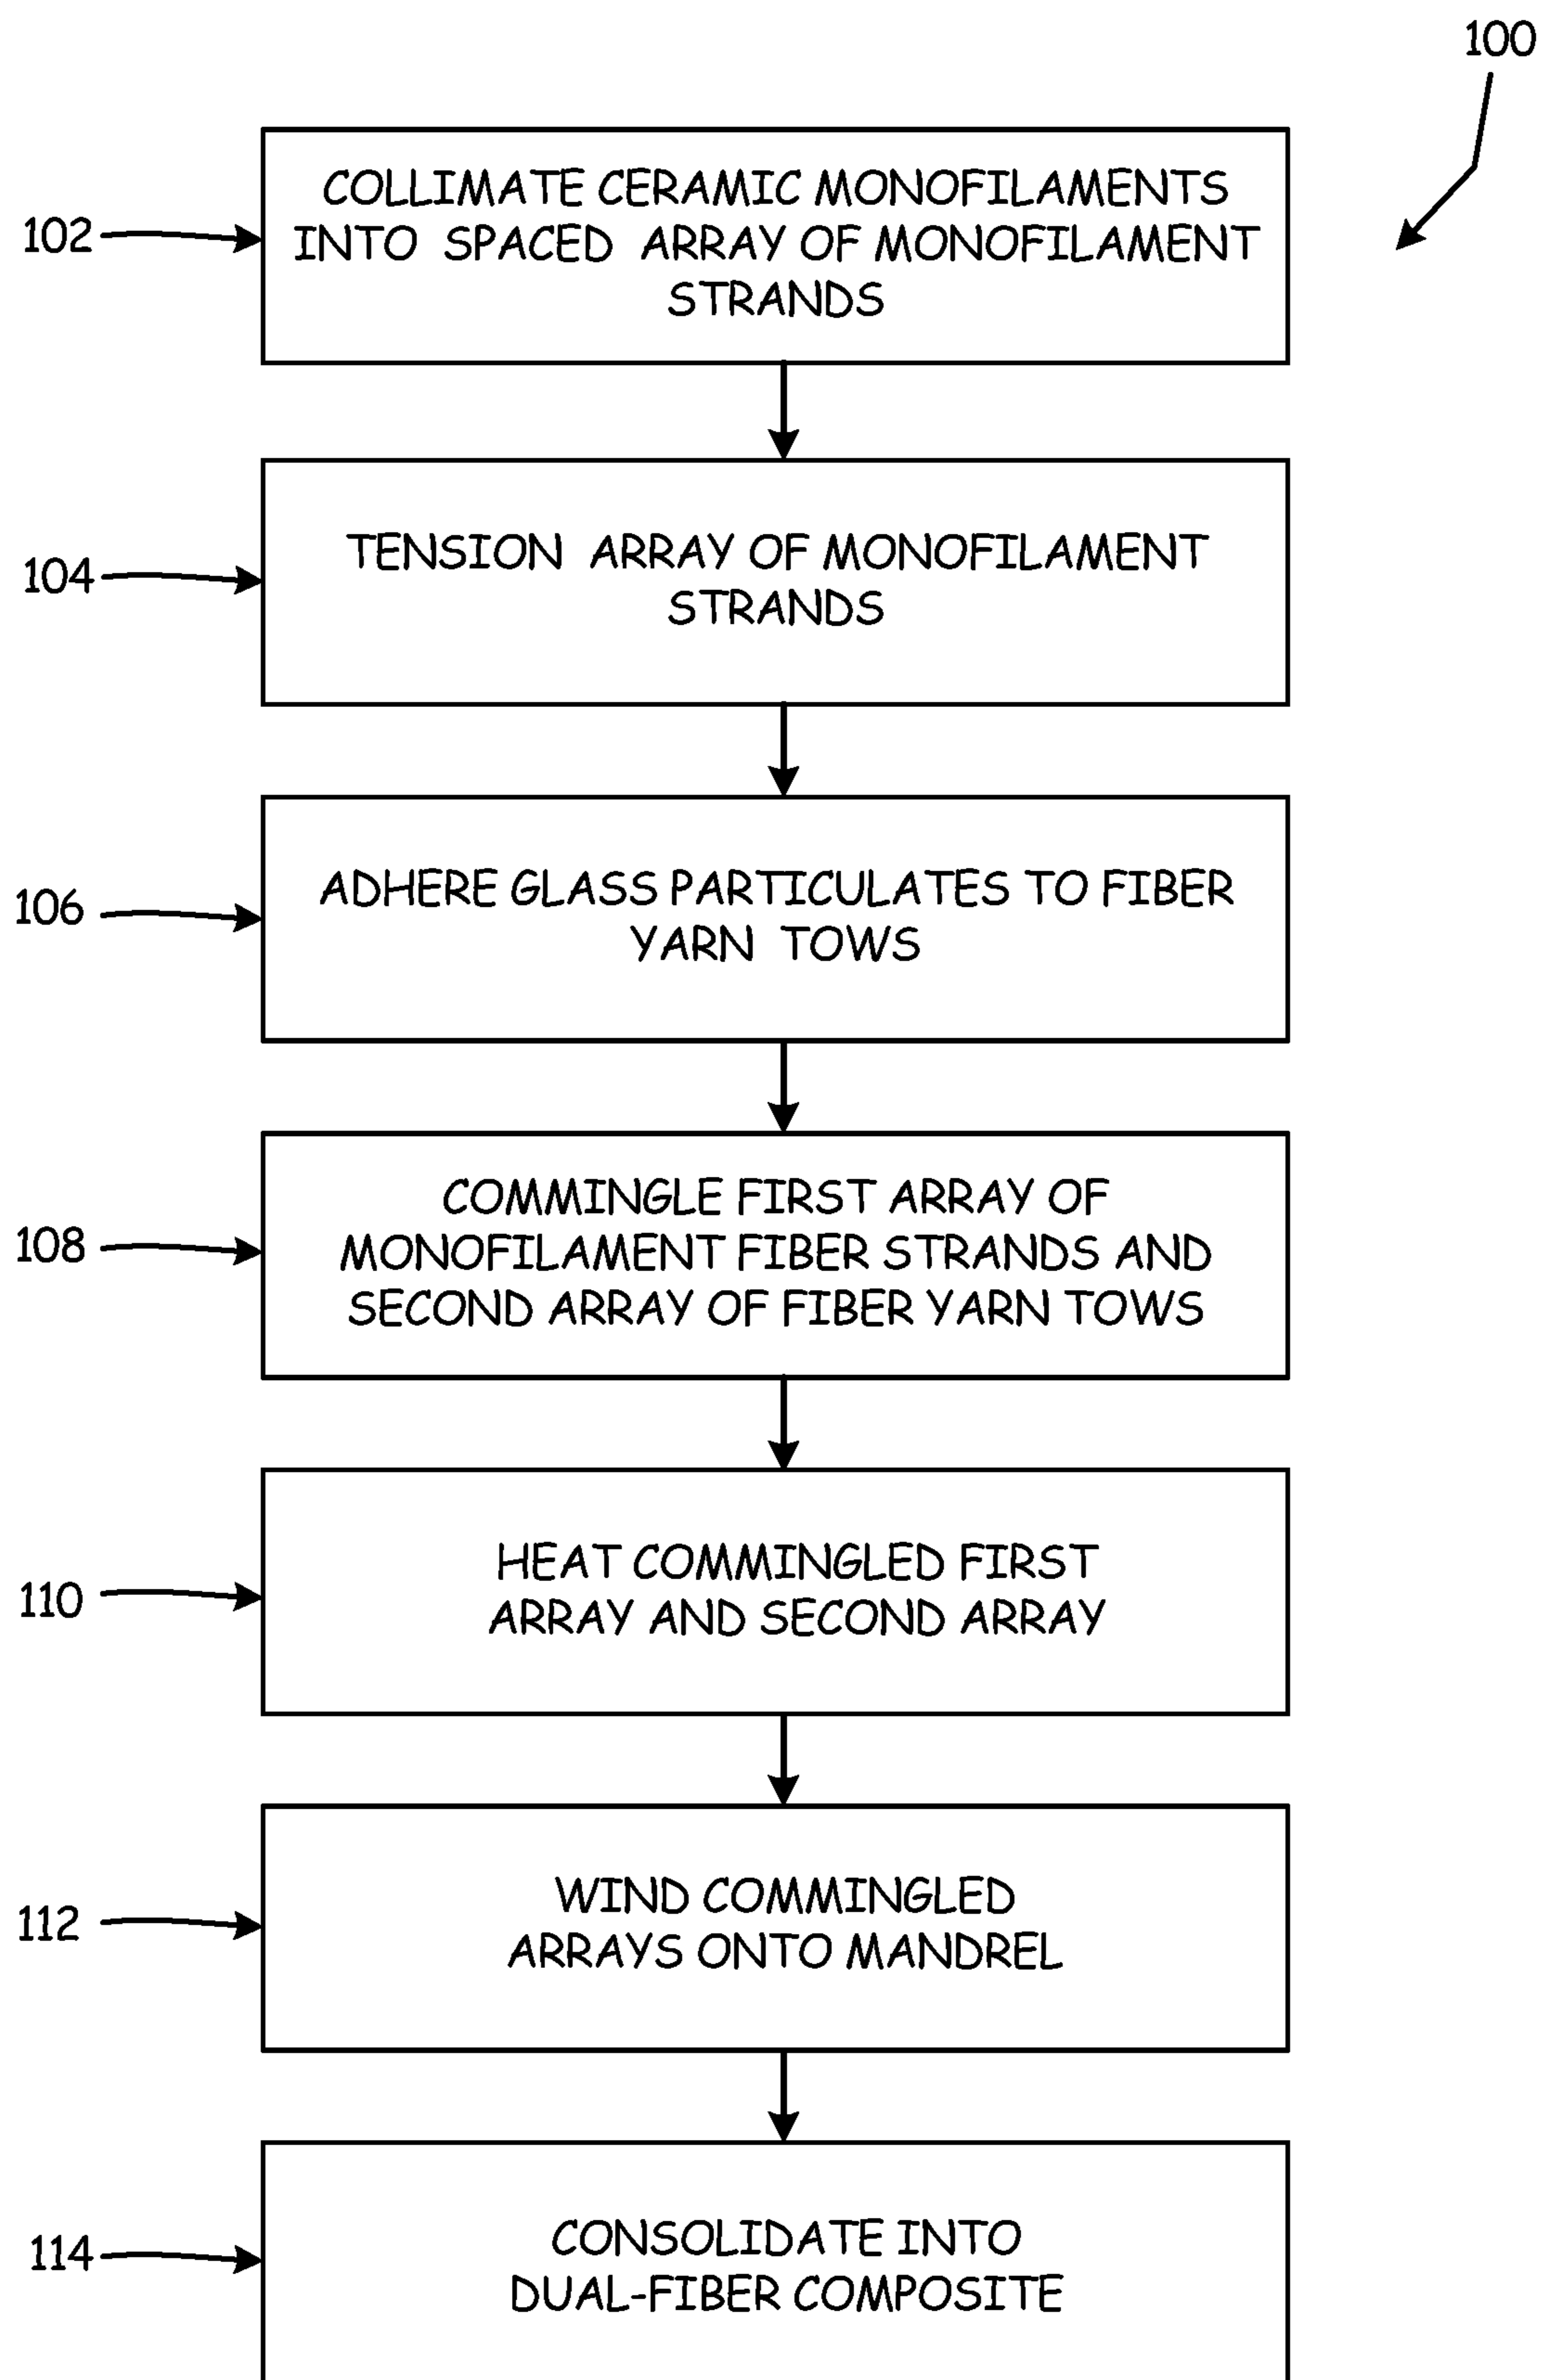 100
102
COLLIMATE CERAMIC MONOFILAMENTS
INTO SPACED ARRAY OF MONOFILAMENT
STRANDS
104
TENSION ARRAY OF MONOFILAMENT
STRANDS
106
ADHERE GLASS PARTICULATES TO FIBER
YARN TOWS
108
COMMINGLE FIRST ARRAY OF
MONOFILAMENT FIBER STRANDS AND
SECOND ARRAY OF FIBER YARN TOWS
110
HEAT COMMINGLED FIRST
ARRAY AND SECOND ARRAY
112
WIND COMMINGLED
ARRAYS ONTO MANDREL
114
CONSOLIDATE INTO
DUAL-FIBER COMPOSITE